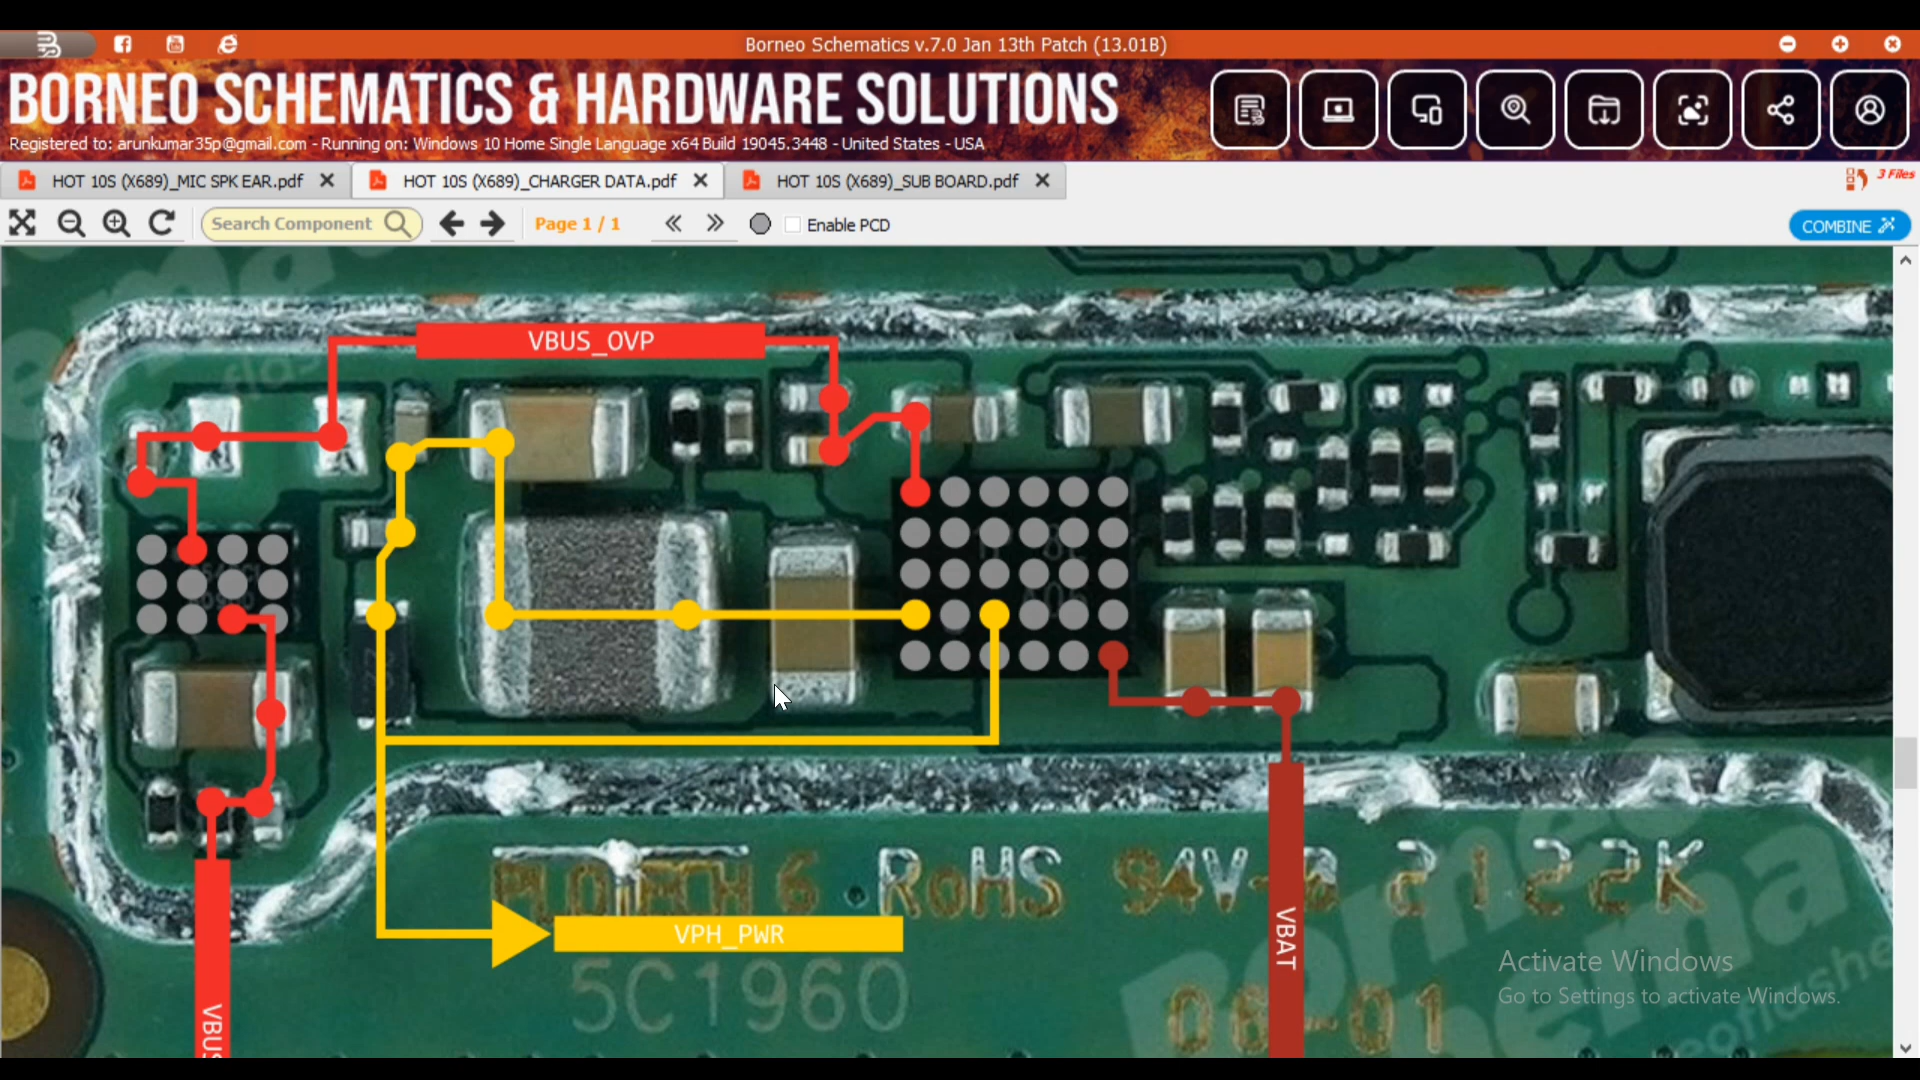 Borneo Schematics v.7.0 Jan 13th Patch (13.01B)
BORNEO SCHEMATICS & HARDWARE SOLUTIONS
Registered to: arunkumar35p@gmail.com - Running on: Windows 10 Home Single Language x64 Build 19045.3448 - United States - USA
HOT 10S (X689)_MIC SPK EAR.pdf
HOT 10S (X689)_CHARGER DATA.pdf
HOT 10S (X689)_SUB BOARD.pdf
3 Files
Search Component
Page 1 / 1
Enable PCD
COMBINE
VBUS_OVP
RoHS
2122K
VPH_PWR
VBAT
5C1960
Borneo
Activate Windows
Go to Settings to activate Windows.
VBUS